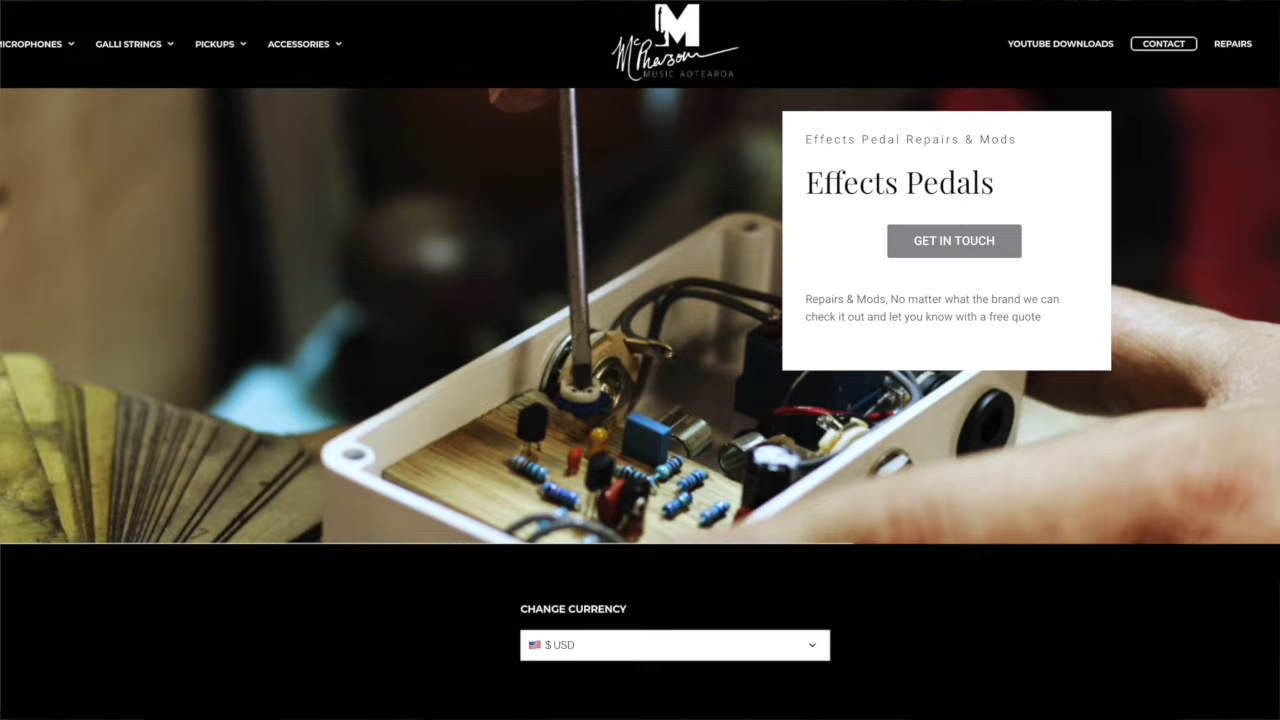 MICROPHONES
GALLI STRINGS
PICKUPS
ACCESSORIES
M
McPherson
MUSIC AOTEAROA
YOUTUBE DOWNLOADS
CONTACT
REPAIRS
Effects Pedal Repairs & Mods
Effects Pedals
GET IN TOUCH
Repairs & Mods, No matter what the brand we can
check it out and let you know with a free quote
CHANGE CURRENCY
$ USD